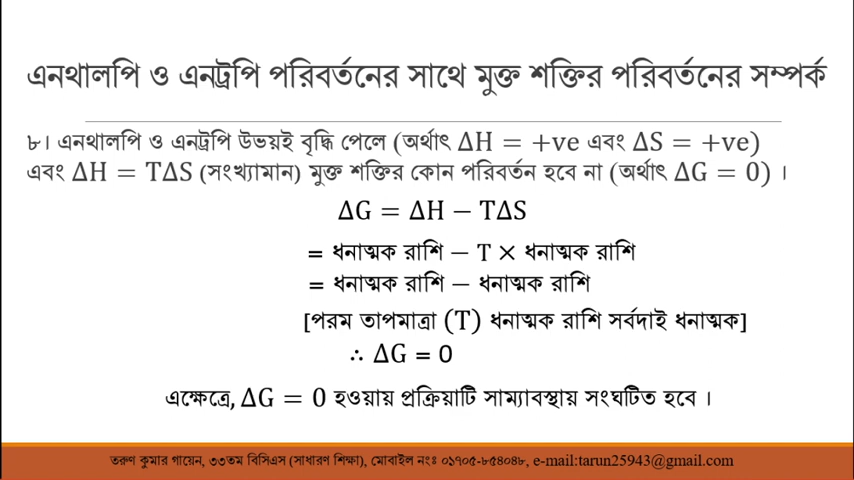 এনথালপি ও এনট্রপি পরিবর্তনের সাথে মুক্ত শক্তির পরিবর্তনের সম্পর্ক
৮। এনথালপি ও এনট্রপি উভয়ই বৃদ্ধি পেলে (অর্থাৎ ΔH = +ve এবং ΔS = +ve)
এবং ΔH = TΔS (সংখ্যামান) মুক্ত শক্তির কোন পরিবর্তন হবে না (অর্থাৎ ΔG = 0) ।
ΔG = ΔH − TΔS
= ধনাত্মক রাশি − T × ধনাত্মক রাশি
= ধনাত্মক রাশি − ধনাত্মক রাশি
[পরম তাপমাত্রা (T) ধনাত্মক রাশি সর্বদাই ধনাত্মক]
∴ ΔG = 0
এক্ষেত্রে, ΔG = 0 হওয়ায় প্রক্রিয়াটি সাম্যাবস্থায় সংঘটিত হবে ।
তরুণ কুমার গায়েন, ৩৩তম বিসিএস (সাধারণ শিক্ষা), মোবাইল নংঃ ০১৭০৫-৮৫৪০৪৮, e-mail:tarun25943@gmail.com